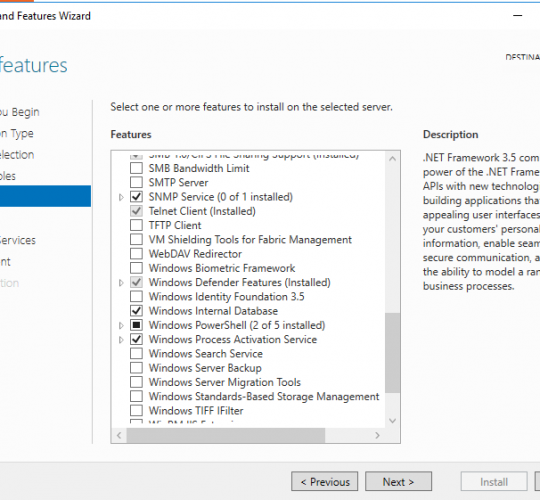 and Features Wizard
features
DESTINA
ou Begin
on Type
election
oles
Services
nt
tion
Select one or more features to install on the selected server.
Features
SMB 1.0/CIFS File Sharing Support (Installed)
SMB Bandwidth Limit
SMTP Server
SNMP Service (0 of 1 installed)
Telnet Client (Installed)
TFTP Client
VM Shielding Tools for Fabric Management
WebDAV Redirector
Windows Biometric Framework
Windows Defender Features (Installed)
Windows Identity Foundation 3.5
Windows Internal Database
Windows PowerShell (2 of 5 installed)
Windows Process Activation Service
Windows Search Service
Windows Server Backup
Windows Server Migration Tools
Windows Standards-Based Storage Management
Windows TIFF IFilter
Description
.NET Framework 3.5 com
power of the .NET Frame
APIs with new technolog
building applications that
appealing user interfaces
your customers' personal
information, enable seam
secure communication, a
the ability to model a ran
business processes.
< Previous
Next >
Install